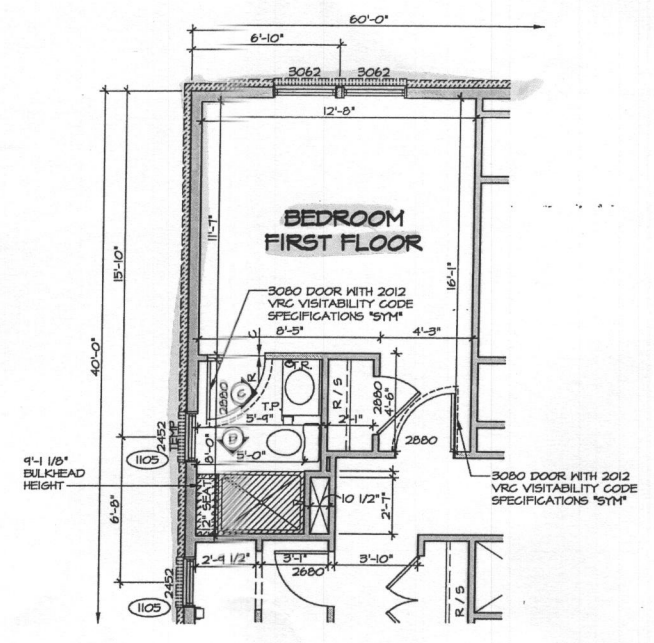 60'-0"
6'-10"
3062 3062
12'-8"
BEDROOM
FIRST FLOOR
11'-7"
15'-10"
16'-1"
40'-0"
3080 DOOR WITH 2012
VRC VISITABILITY CODE
SPECIFICATIONS "SYM"
8'-5"
4'-3"
R
T.R.
2880
C
T.P.
R/S
2880
4'-6"
5'-9"
2'-1"
2880
2452
TEMP
D
8'-0"
5'-0"
1105
9'-1 1/8"
BULKHEAD
HEIGHT
3080 DOOR WITH 2012
VRC VISITABILITY CODE
SPECIFICATIONS "SYM"
12" SEAT
10 1/2"
2'-7"
6'-8"
2'-9 1/2"
3'-1"
3'-10"
2680
2452
1105
R/S